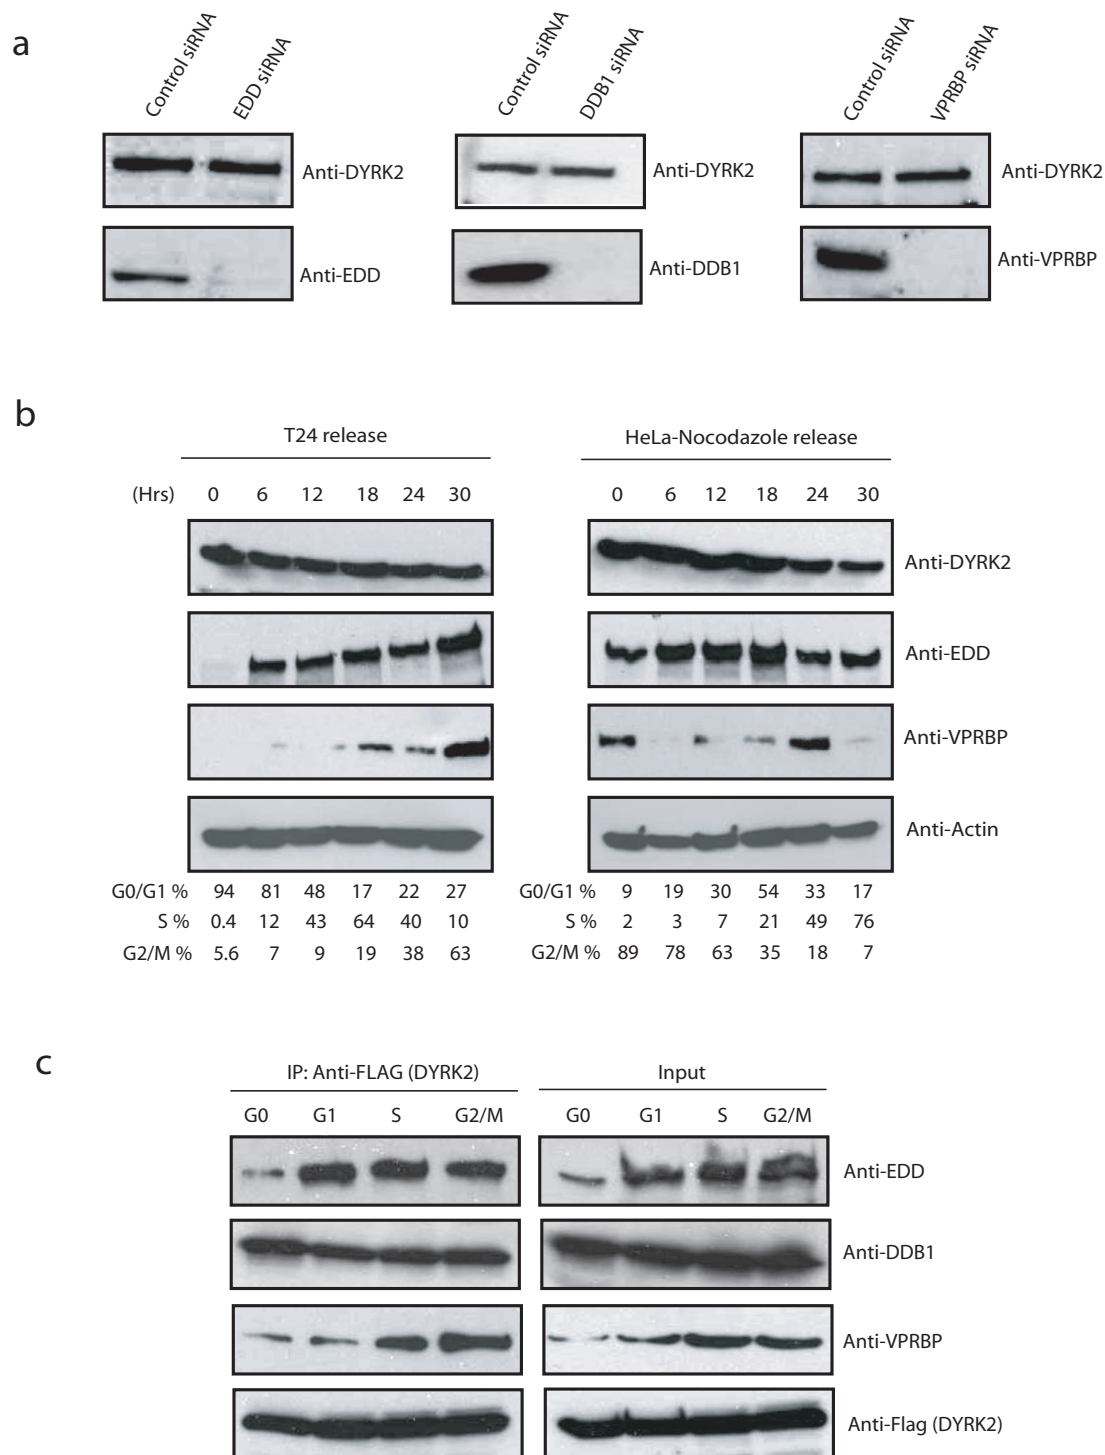 a
Control siRNA
EDD siRNA
Control siRNA
DDB1 siRNA
Control siRNA
VPRBP siRNA
Anti-DYRK2
Anti-DYRK2
Anti-DYRK2
Anti-EDD
Anti-DDB1
Anti-VPRBP
b
T24 release
HeLa-Nocodazole release
(Hrs) 0 6 12 18 24 30
0 6 12 18 24 30
Anti-DYRK2
Anti-EDD
Anti-VPRBP
Anti-Actin
G0/G1 % 94 81 48 17 22 27
S % 0.4 12 43 64 40 10
G2/M % 5.6 7 9 19 38 63
G0/G1 % 9 19 30 54 33 17
S % 2 3 7 21 49 76
G2/M % 89 78 63 35 18 7
c
IP: Anti-FLAG (DYRK2)
Input
G0 G1 S G2/M
G0 G1 S G2/M
Anti-EDD
Anti-DDB1
Anti-VPRBP
Anti-Flag (DYRK2)